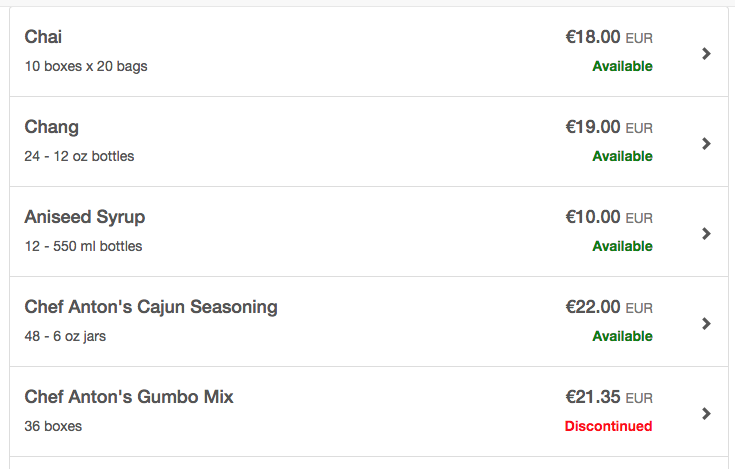 Chai €18.00 EUR
10 boxes x 20 bags Available
Chang €19.00 EUR
24 - 12 oz bottles Available
Aniseed Syrup €10.00 EUR
12 - 550 ml bottles Available
Chef Anton's Cajun Seasoning €22.00 EUR
48 - 6 oz jars Available
Chef Anton's Gumbo Mix €21.35 EUR
36 boxes Discontinued